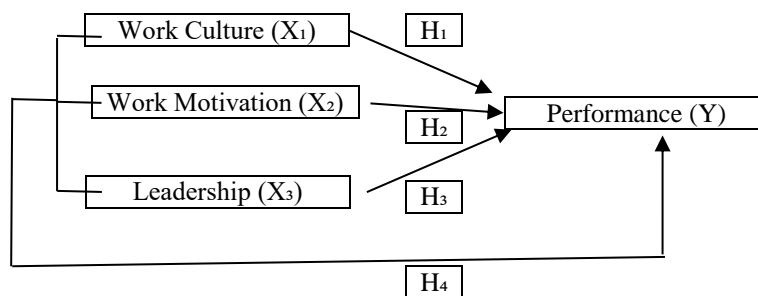 Work Culture (X₁)
H₁
Work Motivation (X₂)
H₂
Performance (Y)
Leadership (X₃)
H₃
H₄